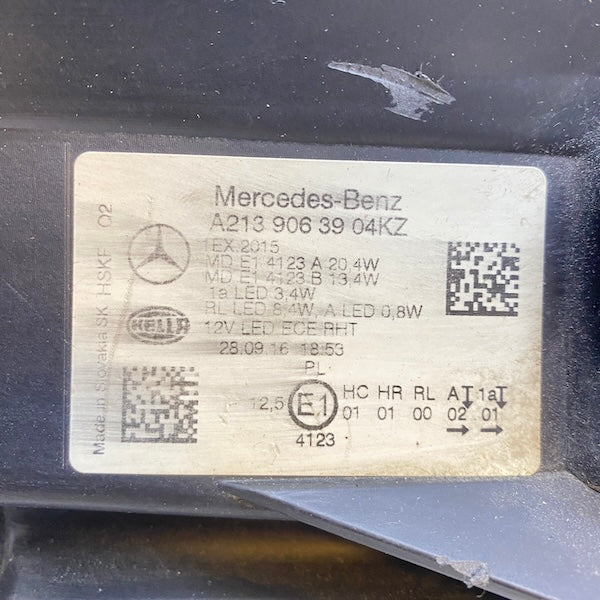 Mercedes-Benz
A213 906 39 04KZ
1EX 2015
MD E1 4123 A 20,4W
MD E1 4123 B 13,4W
1a LED 3,4W
RL LED 8,4W, A LED 0,8W
12V LED ECE RHT
28.09.16 18:53
PL
HELLA
Made in Slovakia SK HSKF 02
12,5 E1 HC HR RL A 1a
01 01 00 02 01
4123